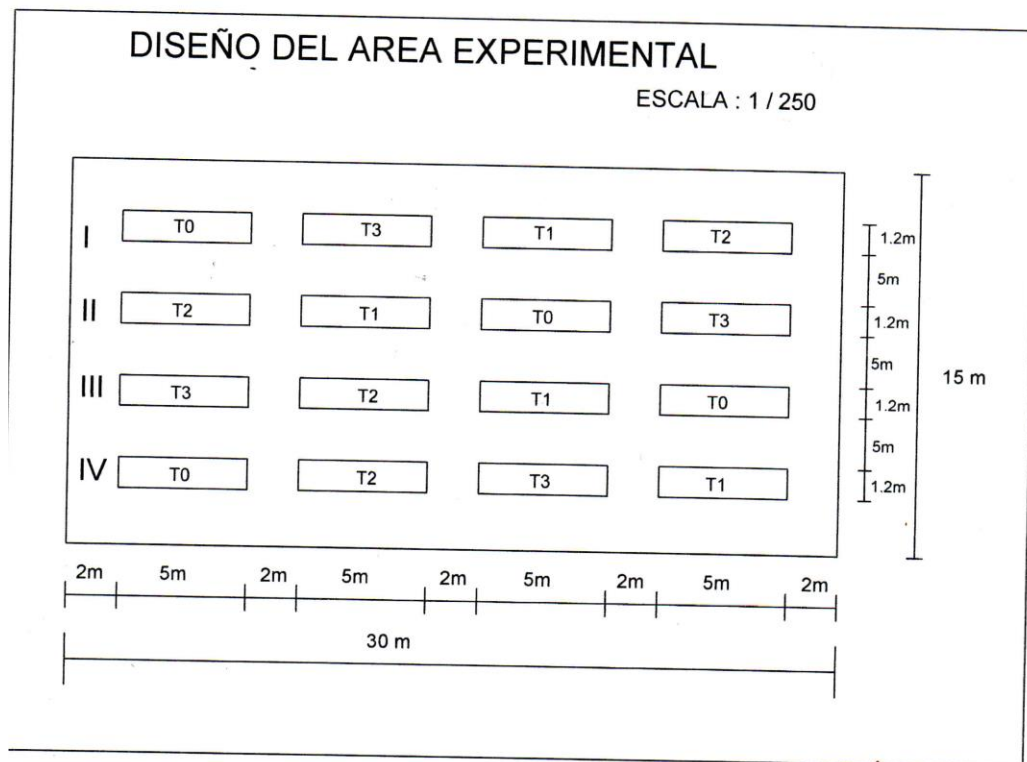 DISEÑO DEL AREA EXPERIMENTAL
ESCALA : 1 / 250
I T0 T3 T1 T2
1.2m
5m
II T2 T1 T0 T3
1.2m
5m
15 m
III T3 T2 T1 T0
1.2m
5m
IV T0 T2 T3 T1
1.2m
2m 5m 2m 5m 2m 5m 2m 5m 2m
30 m